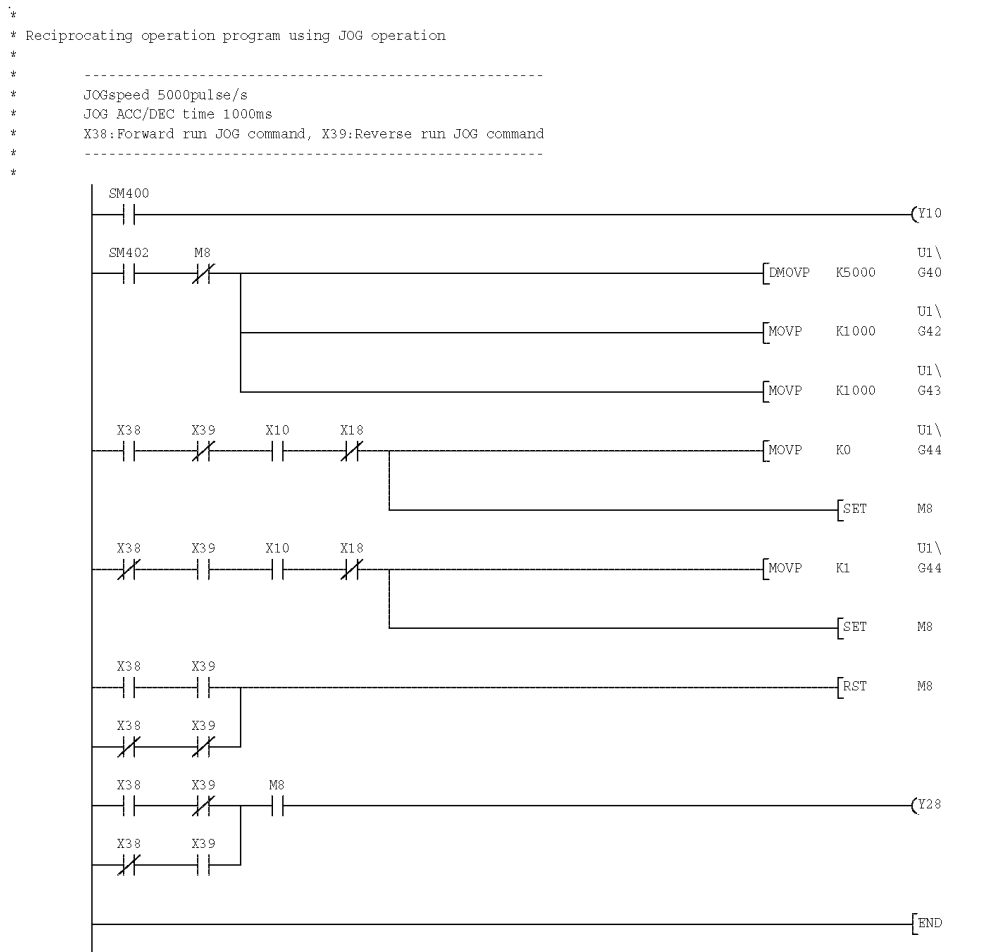 *
* Reciprocating operation program using JOG operation
*
* --------------------------------------------------------
* JOGspeed 5000pulse/s
* JOG ACC/DEC time 1000ms
* X38:Forward run JOG command, X39:Reverse run JOG command
* --------------------------------------------------------
*
SM400
Y10
SM402 M8 U1\
DMOVP K5000 G40
U1\
MOVP K1000 G42
U1\
MOVP K1000 G43
X38 X39 X10 X18 U1\
MOVP K0 G44
SET M8
X38 X39 X10 X18 U1\
MOVP K1 G44
SET M8
X38 X39
RST M8
X38 X39
X38 X39 M8
Y28
X38 X39
END